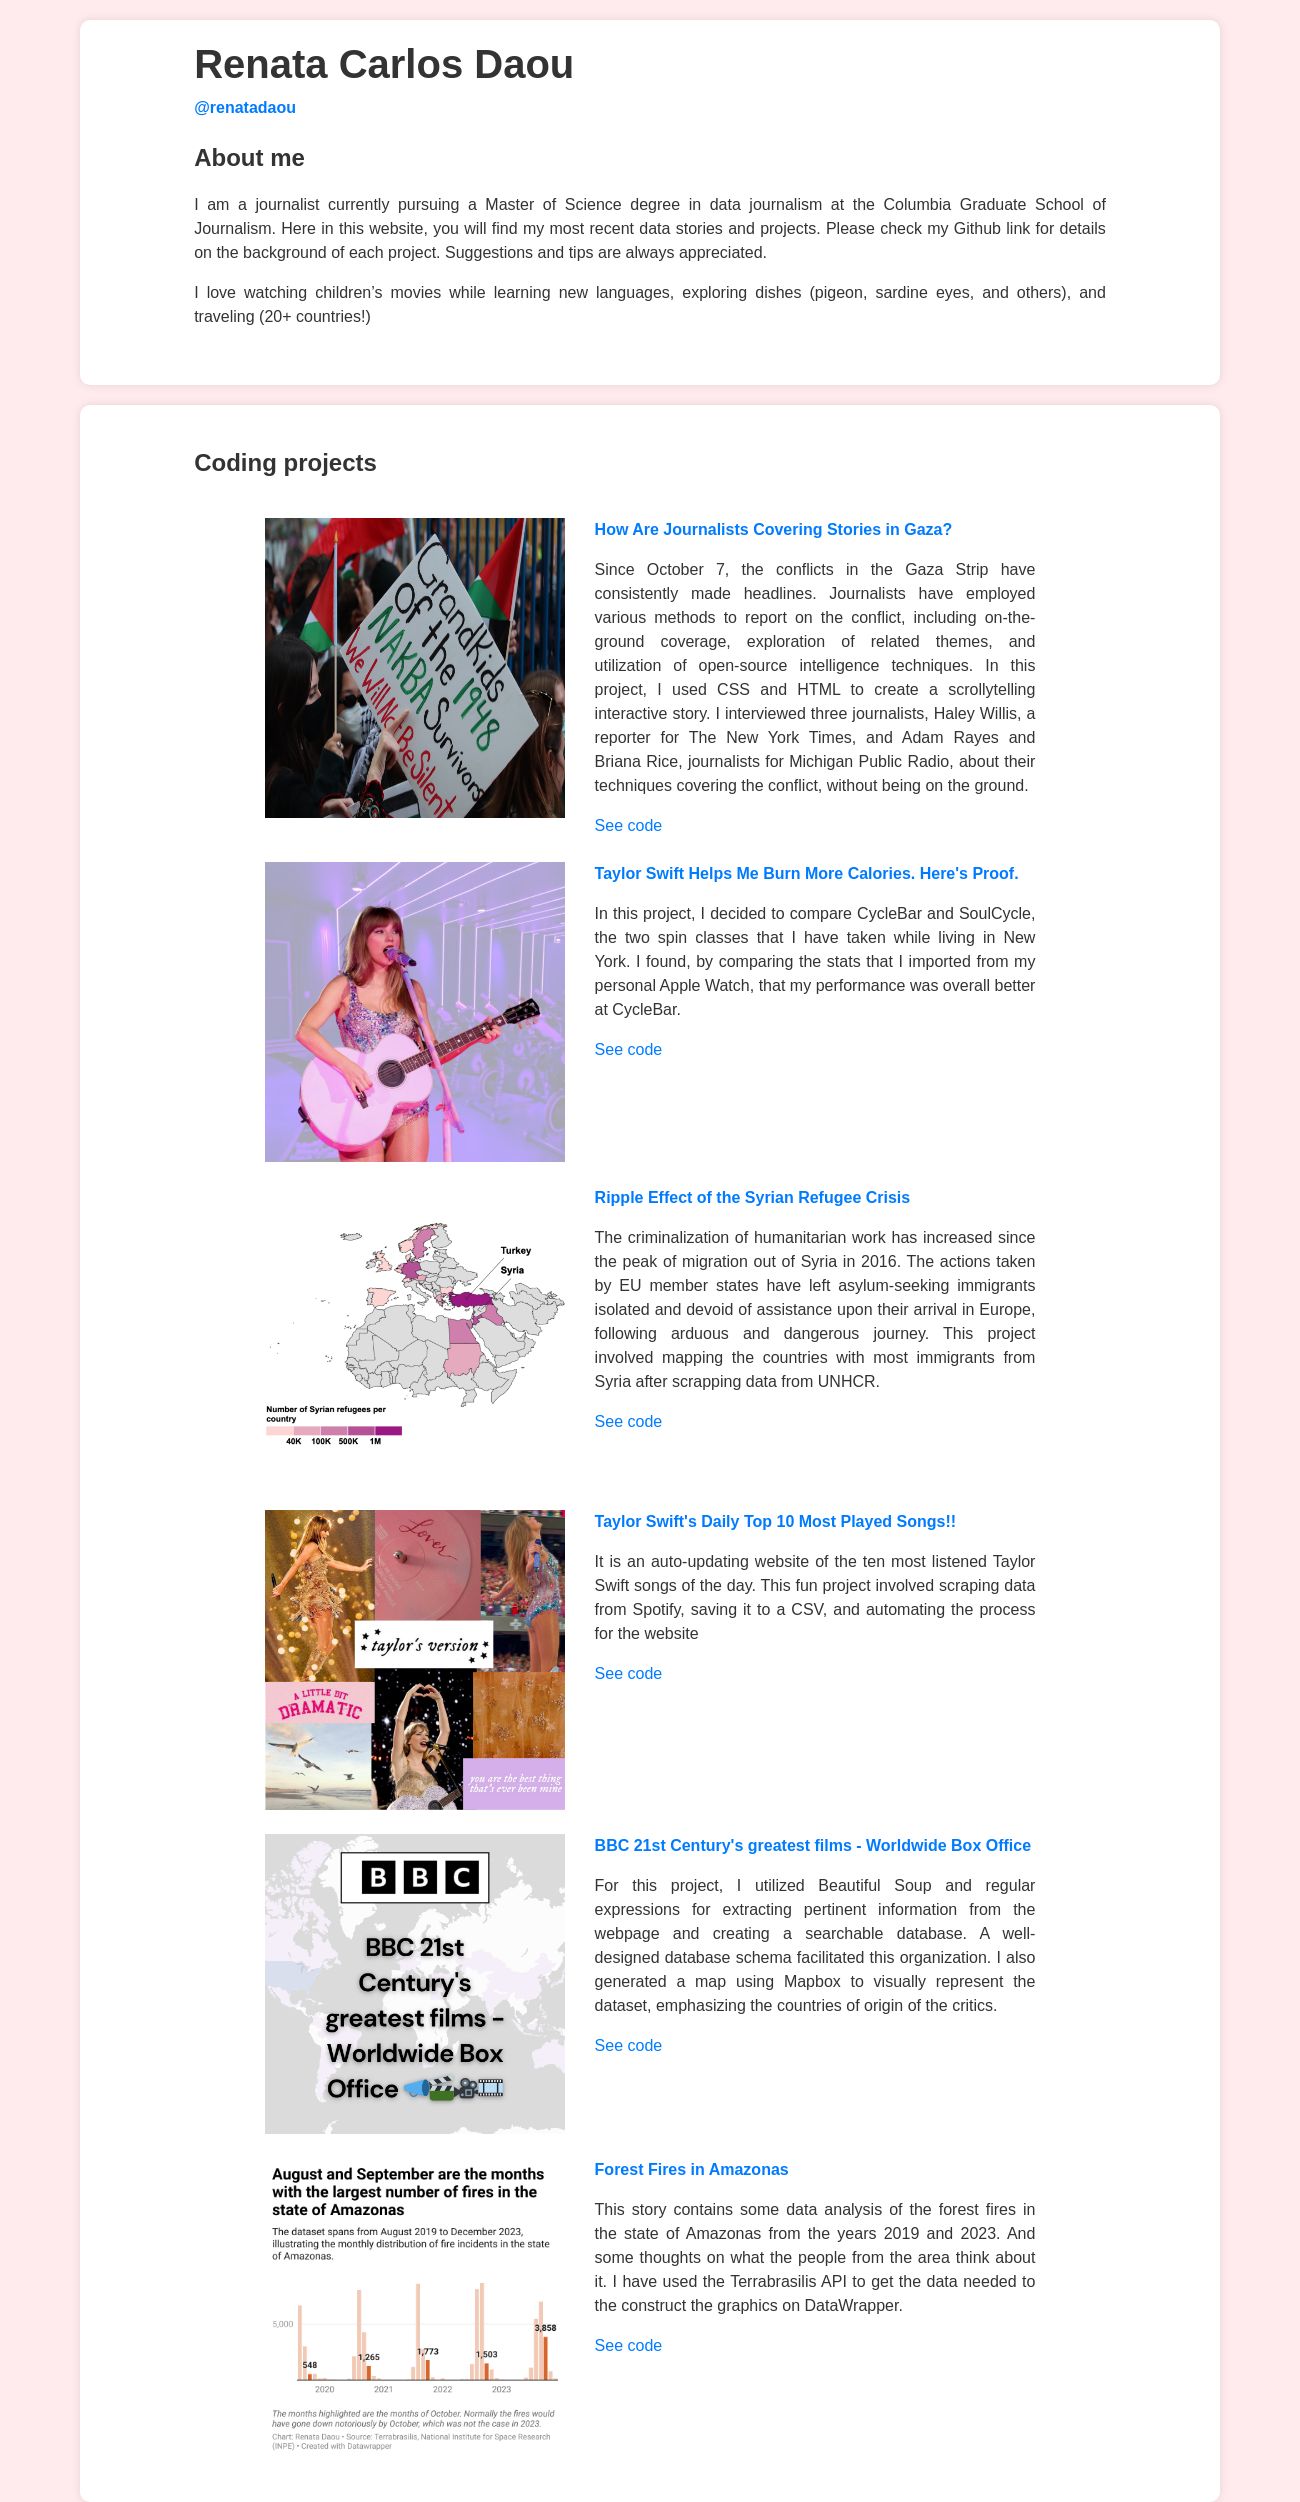 Renata Carlos Daou
@renatadaou
About me
I am a journalist currently pursuing a Master of Science degree in data journalism at the Columbia Graduate School of
Journalism. Here in this website, you will find my most recent data stories and projects. Please check my Github link for details
on the background of each project. Suggestions and tips are always appreciated.
I love watching children’s movies while learning new languages, exploring dishes (pigeon, sardine eyes, and others), and
traveling (20+ countries!)
Coding projects
Grandkids
of the 1948
NAKBA Survivors
We Will Not Be Silent
How Are Journalists Covering Stories in Gaza?
Since October 7, the conflicts in the Gaza Strip have
consistently made headlines. Journalists have employed
various methods to report on the conflict, including on-the-
ground coverage, exploration of related themes, and
utilization of open-source intelligence techniques. In this
project, I used CSS and HTML to create a scrollytelling
interactive story. I interviewed three journalists, Haley Willis, a
reporter for The New York Times, and Adam Rayes and
Briana Rice, journalists for Michigan Public Radio, about their
techniques covering the conflict, without being on the ground.
See code
Taylor Swift Helps Me Burn More Calories. Here's Proof.
In this project, I decided to compare CycleBar and SoulCycle,
the two spin classes that I have taken while living in New
York. I found, by comparing the stats that I imported from my
personal Apple Watch, that my performance was overall better
at CycleBar.
See code
Turkey
Syria
Number of Syrian refugees per
country
40K 100K 500K 1M
Ripple Effect of the Syrian Refugee Crisis
The criminalization of humanitarian work has increased since
the peak of migration out of Syria in 2016. The actions taken
by EU member states have left asylum-seeking immigrants
isolated and devoid of assistance upon their arrival in Europe,
following arduous and dangerous journey. This project
involved mapping the countries with most immigrants from
Syria after scrapping data from UNHCR.
See code
Lover
taylor's version
A LITTLE BIT
DRAMATIC
you are the best thing
that's ever been mine
Taylor Swift's Daily Top 10 Most Played Songs!!
It is an auto-updating website of the ten most listened Taylor
Swift songs of the day. This fun project involved scraping data
from Spotify, saving it to a CSV, and automating the process
for the website
See code
BBC
BBC 21st
Century's
greatest films -
Worldwide Box
Office
BBC 21st Century's greatest films - Worldwide Box Office
For this project, I utilized Beautiful Soup and regular
expressions for extracting pertinent information from the
webpage and creating a searchable database. A well-
designed database schema facilitated this organization. I also
generated a map using Mapbox to visually represent the
dataset, emphasizing the countries of origin of the critics.
See code
August and September are the months
with the largest number of fires in the
state of Amazonas
The dataset spans from August 2019 to December 2023,
illustrating the monthly distribution of fire incidents in the state
of Amazonas.
5,000
548
1,265
1,773
1,503
3,858
2020 2021 2022 2023
The months highlighted are the months of October. Normally the fires would
have gone down notoriously by October, which was not the case in 2023.
Chart: Renata Daou • Source: Terrabrasilis, National Institute for Space Research
(INPE) • Created with Datawrapper
Forest Fires in Amazonas
This story contains some data analysis of the forest fires in
the state of Amazonas from the years 2019 and 2023. And
some thoughts on what the people from the area think about
it. I have used the Terrabrasilis API to get the data needed to
the construct the graphics on DataWrapper.
See code